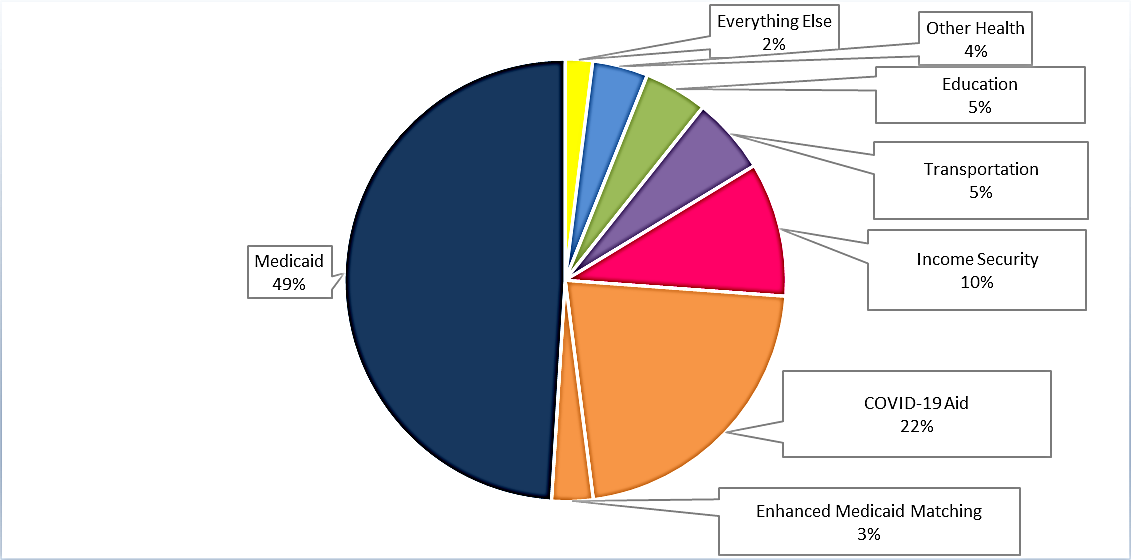 Everything Else
2%
Other Health
4%
Education
5%
Transportation
5%
Income Security
10%
COVID-19 Aid
22%
Enhanced Medicaid Matching
3%
Medicaid
49%